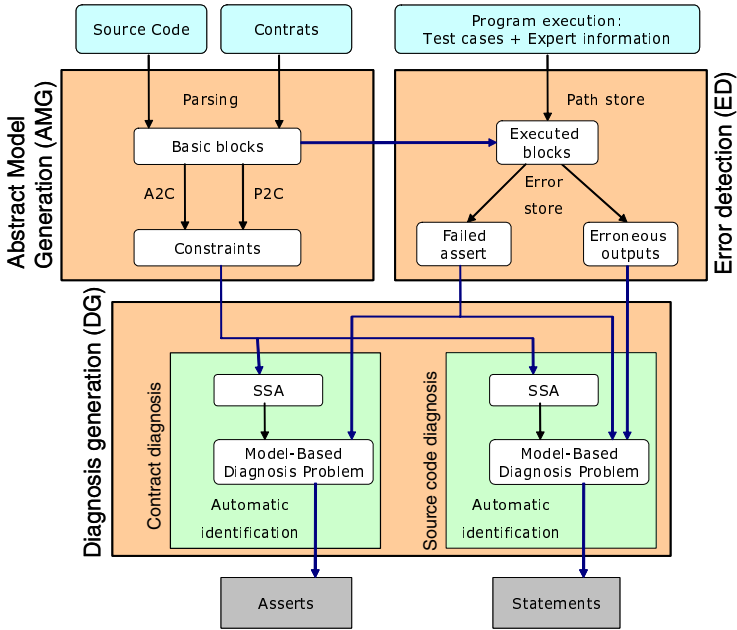 Source Code
Contrats
Program execution:
Test cases + Expert information
Abstract Model
Generation (AMG)
Parsing
Basic blocks
A2C
P2C
Constraints
Path store
Executed
blocks
Error
store
Failed
assert
Erroneous
outputs
Error detection (ED)
Diagnosis generation (DG)
Contract diagnosis
SSA
Model-Based
Diagnosis Problem
Automatic
identification
Source code diagnosis
SSA
Model-Based
Diagnosis Problem
Automatic
identification
Asserts
Statements